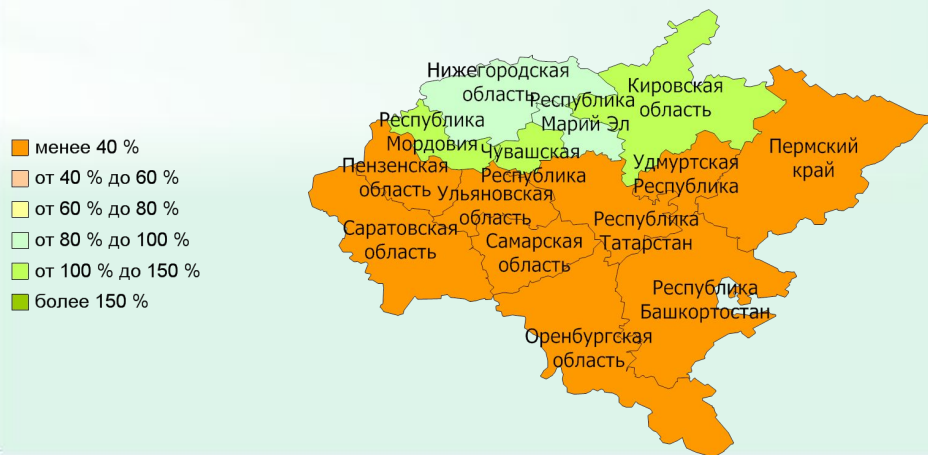 менее 40 %
от 40 % до 60 %
от 60 % до 80 %
от 80 % до 100 %
от 100 % до 150 %
более 150 %
Нижегородская
область
Республика
Марий Эл
Кировская
область
Республика
Мордовия
Чувашская
Республика
Удмуртская
Республика
Пермский
край
Пензенская
область
Ульяновская
область
Республика
Татарстан
Саратовская
область
Самарская
область
Республика
Башкортостан
Оренбургская
область